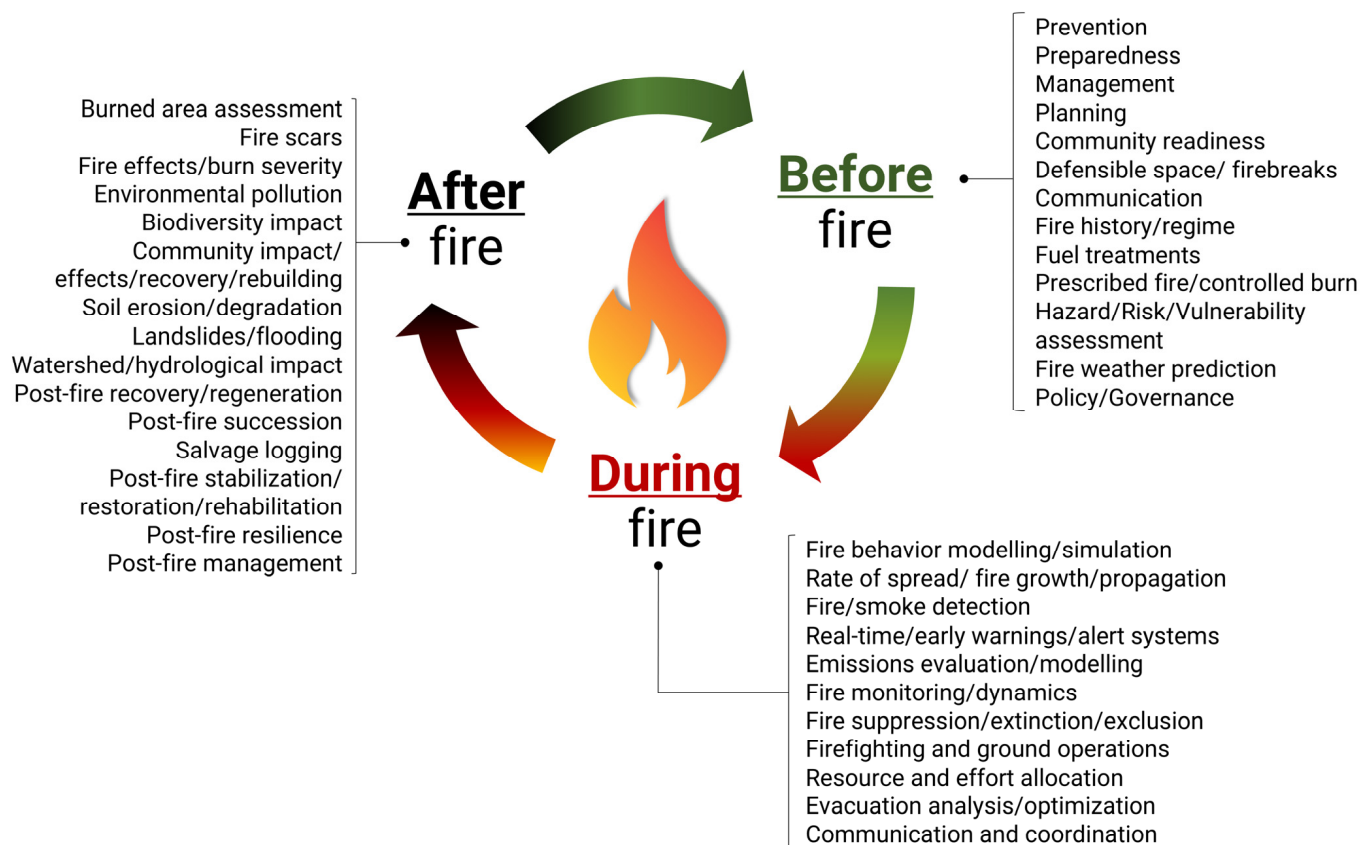 Burned area assessment
Fire scars
Fire effects/burn severity
Environmental pollution
Biodiversity impact
Community impact/
effects/recovery/rebuilding
Soil erosion/degradation
Landslides/flooding
Watershed/hydrological impact
Post-fire recovery/regeneration
Post-fire succession
Salvage logging
Post-fire stabilization/
restoration/rehabilitation
Post-fire resilience
Post-fire management
After
fire
Before
fire
Prevention
Preparedness
Management
Planning
Community readiness
Defensible space/ firebreaks
Communication
Fire history/regime
Fuel treatments
Prescribed fire/controlled burn
Hazard/Risk/Vulnerability
assessment
Fire weather prediction
Policy/Governance
During
fire
Fire behavior modelling/simulation
Rate of spread/ fire growth/propagation
Fire/smoke detection
Real-time/early warnings/alert systems
Emissions evaluation/modelling
Fire monitoring/dynamics
Fire suppression/extinction/exclusion
Firefighting and ground operations
Resource and effort allocation
Evacuation analysis/optimization
Communication and coordination